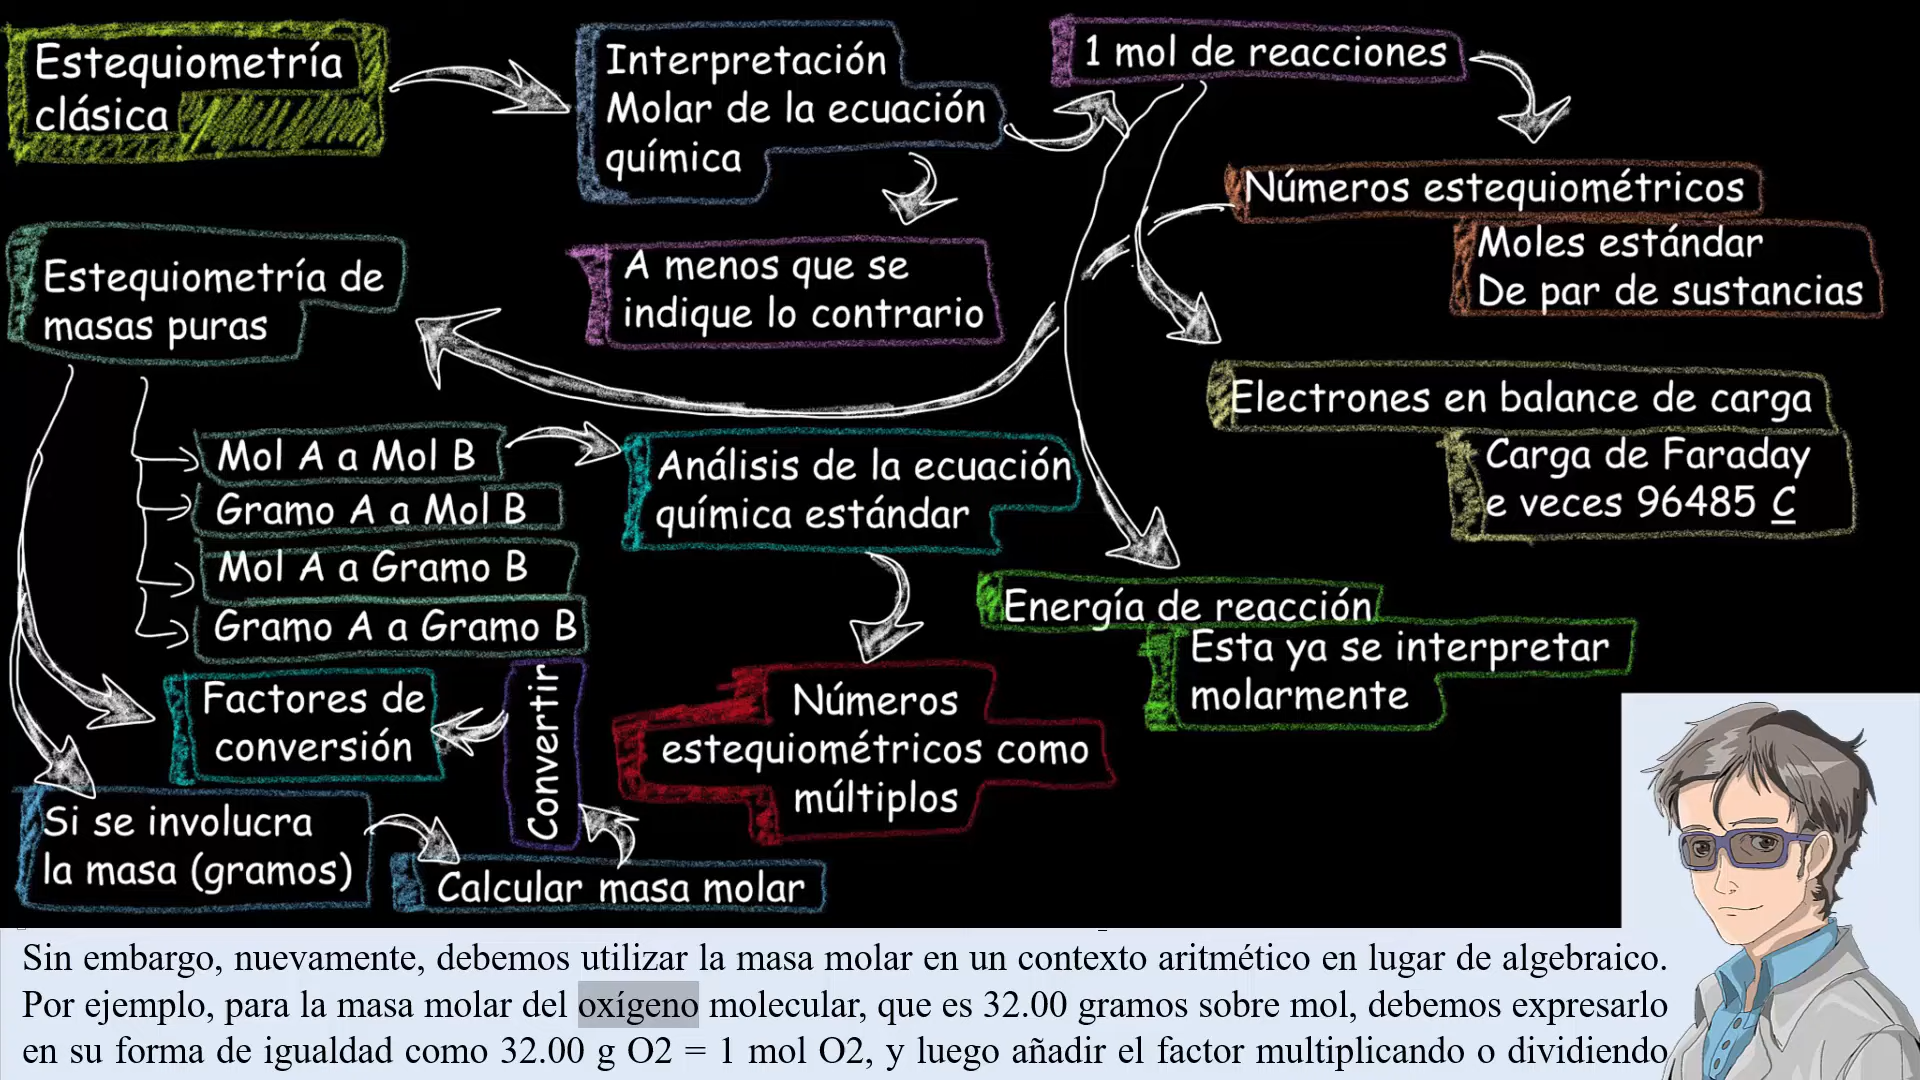 Estequiometría
clásica
Interpretación
Molar de la ecuación
química
1 mol de reacciones
Números estequiométricos
Moles estándar
De par de sustancias
A menos que se
indique lo contrario
Estequiometría de
masas puras
Electrones en balance de carga
Carga de Faraday
e veces 96485 C
Mol A a Mol B
Gramo A a Mol B
Mol A a Gramo B
Gramo A a Gramo B
Análisis de la ecuación
química estándar
Energía de reacción
Esta ya se interpretar
molarmente
Números
estequiométricos como
múltiplos
Factores de
conversión
Convertir
Si se involucra
la masa (gramos)
Calcular masa molar
Sin embargo, nuevamente, debemos utilizar la masa molar en un contexto aritmético en lugar de algebraico.
Por ejemplo, para la masa molar del oxígeno molecular, que es 32.00 gramos sobre mol, debemos expresarlo
en su forma de igualdad como 32.00 g O2 = 1 mol O2, y luego añadir el factor multiplicando o dividiendo